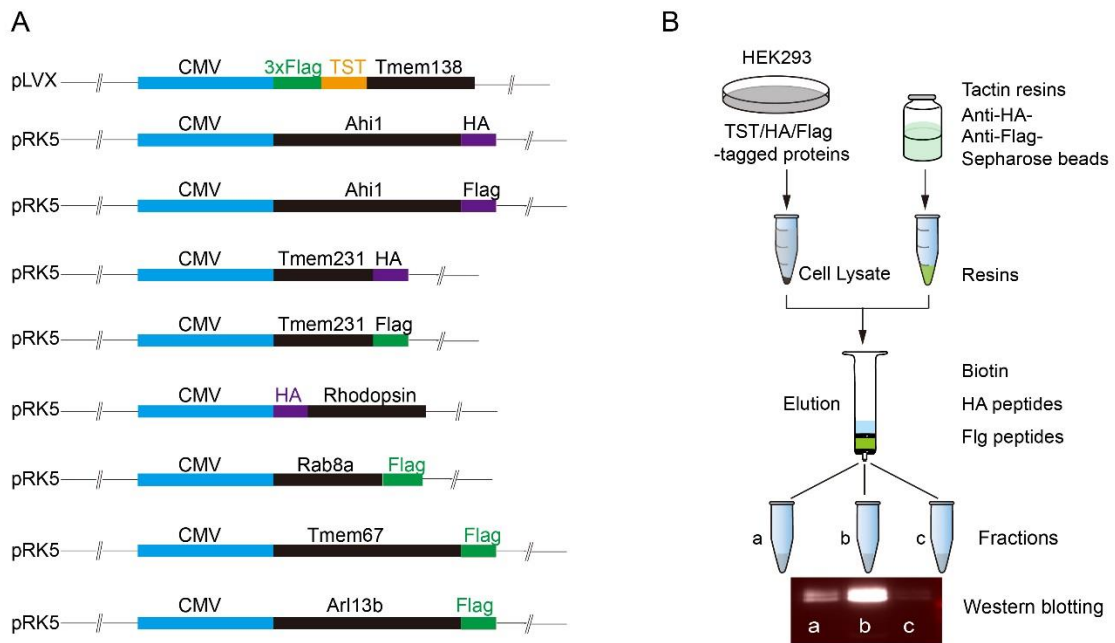 A
CMV 3xFlag TST Tmem138
pLVX
CMV Ahi1 HA
pRK5
CMV Ahi1 Flag
pRK5
CMV Tmem231 HA
pRK5
CMV Tmem231 Flag
pRK5
CMV HA Rhodopsin
pRK5
CMV Rab8a Flag
pRK5
CMV Tmem67 Flag
pRK5
CMV Arl13b Flag
pRK5
B
HEK293
TST/HA/Flag
-tagged proteins
Tactin resins
Anti-HA-
Anti-Flag-
Sepharose beads
Cell Lysate
Resins
Elution
Biotin
HA peptides
Flg peptides
a b c Fractions
a b c Western blotting